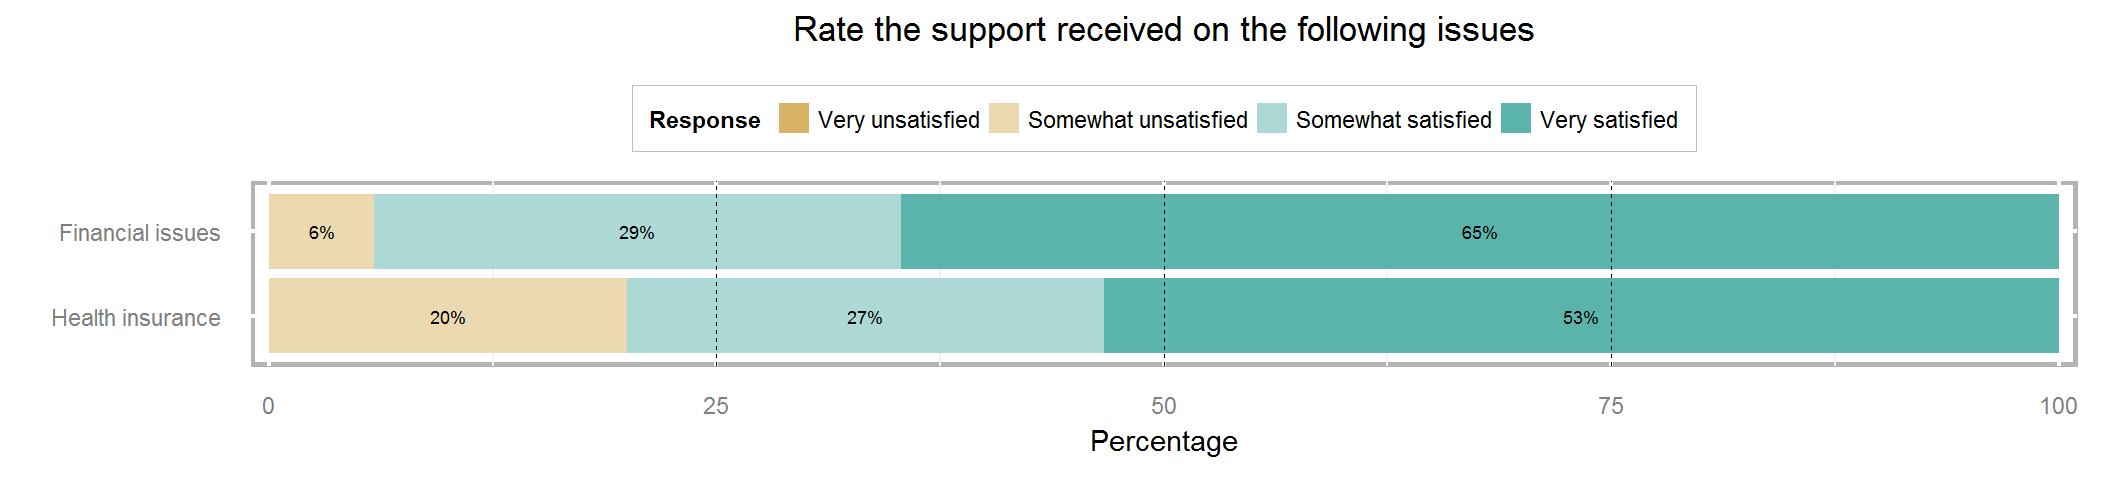 Rate the support received on the following issues
Response Very unsatisfied Somewhat unsatisfied Somewhat satisfied Very satisfied
Financial issues 6% 29% 65%
Health insurance 20% 27% 53%
0 25 50 75 100
Percentage